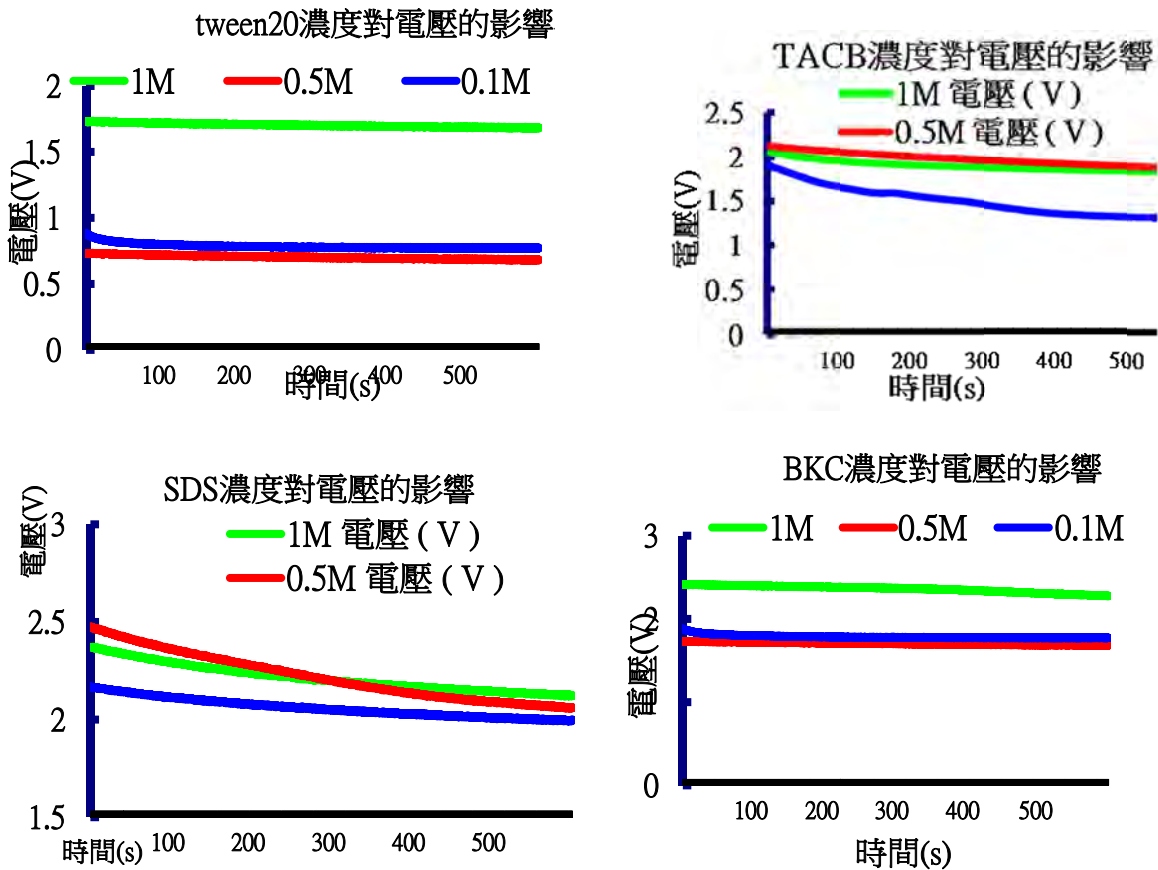 tween20濃度對電壓的影響
1M 0.5M 0.1M
2
1.5
1
0.5
0
電壓(V)
100 200 300 400 500
時間(s)
TACB濃度對電壓的影響
1M 電壓 ( V )
0.5M 電壓 ( V )
2.5
2
1.5
1
0.5
0
電壓(V)
100 200 300 400 500
時間(s)
SDS濃度對電壓的影響
1M 電壓 ( V )
0.5M 電壓 ( V )
電壓(V)
3
2.5
2
1.5
時間(s) 100 200 300 400 500
BKC濃度對電壓的影響
1M 0.5M 0.1M
3
2
0
電壓(V)
100 200 300 400 500
時間(s)